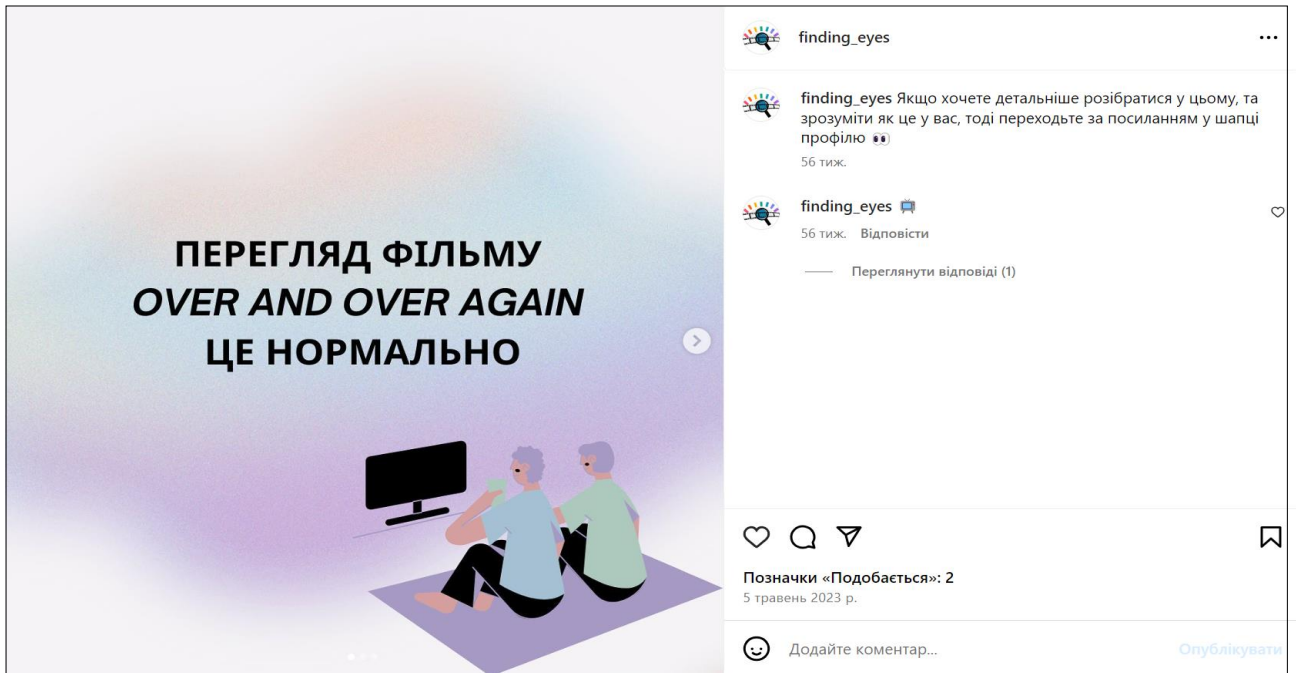 ПЕРЕГЛЯД ФІЛЬМУ
OVER AND OVER AGAIN
ЦЕ НОРМАЛЬНО
finding_eyes
finding_eyes Якщо хочете детальніше розібратися у цьому, та
зрозуміти як це у вас, тоді переходьте за посиланням у шапці
профілю 👀
56 тиж.
finding_eyes 📺
56 тиж. Відповісти
Переглянути відповіді (1)
Позначки «Подобається»: 2
5 травень 2023 р.
Додайте коментар...
Опублікувати